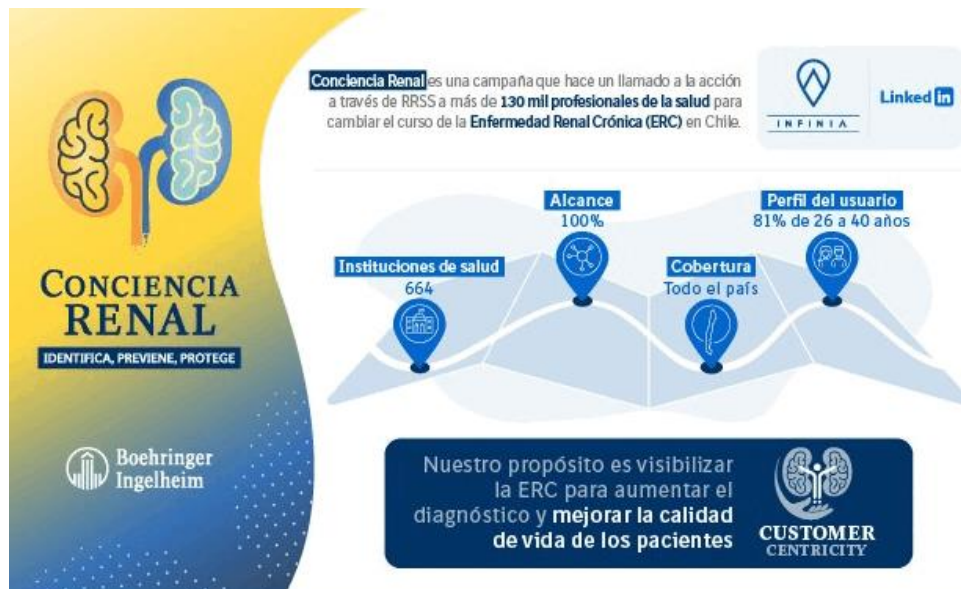 CONCIENCIA
RENAL
IDENTIFICA, PREVIENE, PROTEGE
Boehringer
Ingelheim
Conciencia Renal es una campaña que hace un llamado a la acción
a través de RRSS a más de 130 mil profesionales de la salud para
cambiar el curso de la Enfermedad Renal Crónica (ERC) en Chile.
INFINIA
Linked in
Instituciones de salud
664
Alcance
100%
Cobertura
Todo el país
Perfil del usuario
81% de 26 a 40 años
Nuestro propósito es visibilizar
la ERC para aumentar el
diagnóstico y mejorar la calidad
de vida de los pacientes
CUSTOMER
CENTRICITY